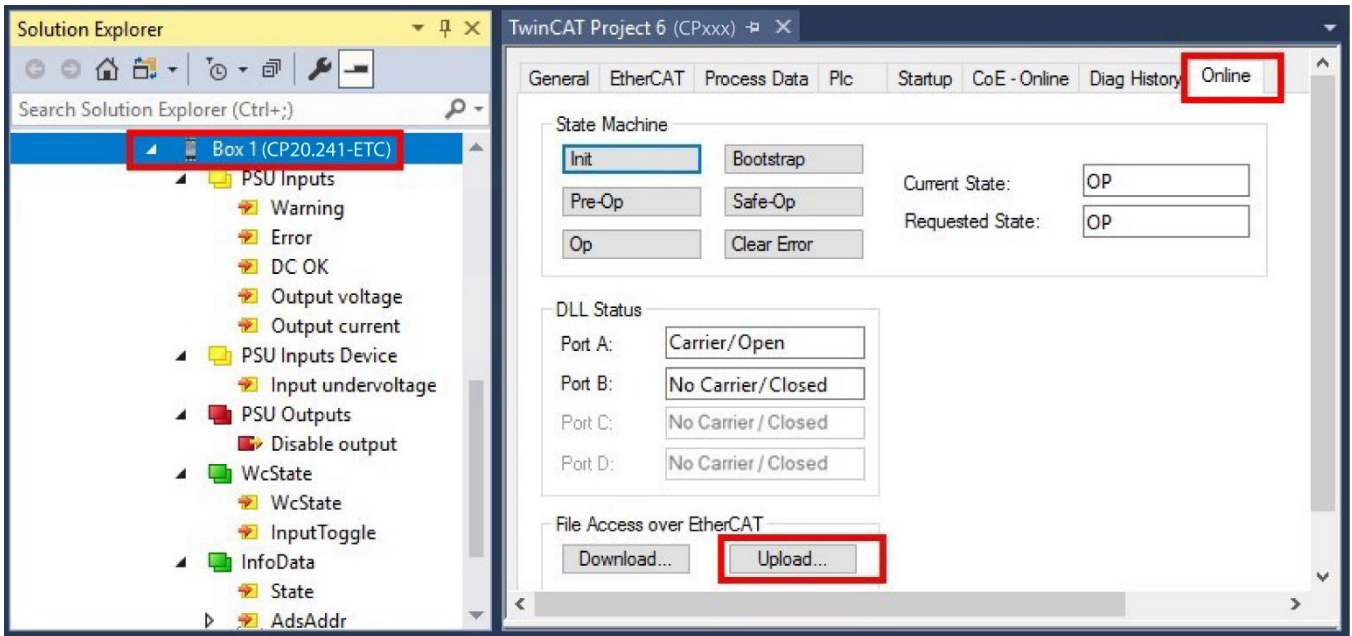 Solution Explorer
Search Solution Explorer (Ctrl+;)
Box 1 (CP20.241-ETC)
PSU Inputs
Warning
Error
DC OK
Output voltage
Output current
PSU Inputs Device
Input undervoltage
PSU Outputs
Disable output
WcState
WcState
InputToggle
InfoData
State
AdsAddr
TwinCAT Project 6 (CPxxx)
General EtherCAT Process Data Plc Startup CoE - Online Diag History Online
State Machine
Init Bootstrap
Pre-Op Safe-Op
Op Clear Error
Current State: OP
Requested State: OP
DLL Status
Port A: Carrier / Open
Port B: No Carrier / Closed
Port C: No Carrier / Closed
Port D: No Carrier / Closed
File Access over EtherCAT
Download... Upload...